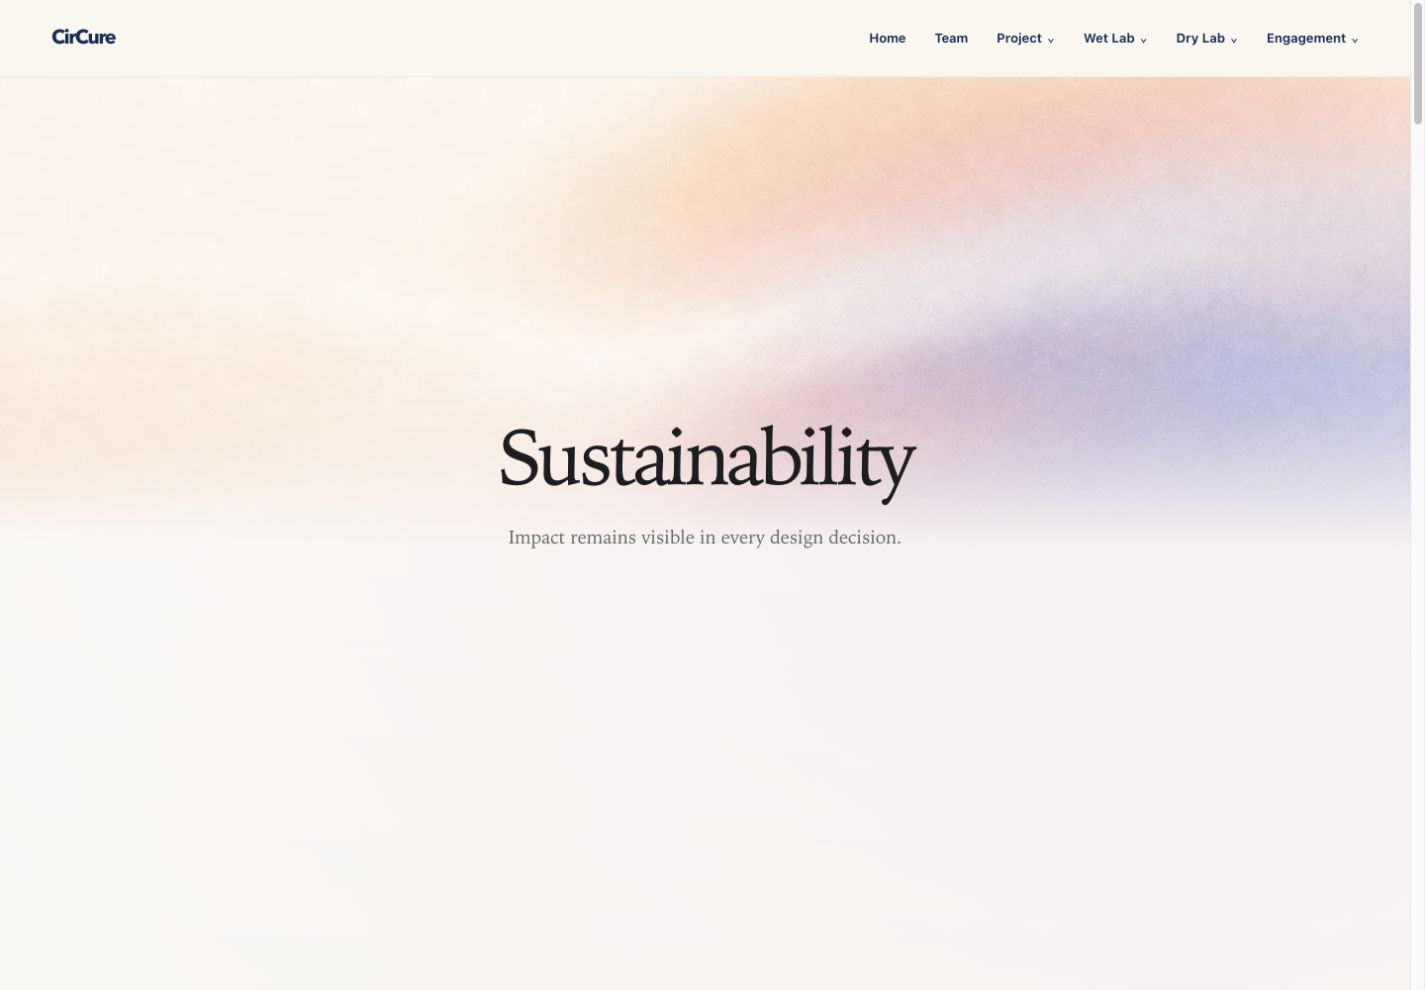 CirCure
Home Team Project Wet Lab Dry Lab Engagement
Sustainability
Impact remains visible in every design decision.